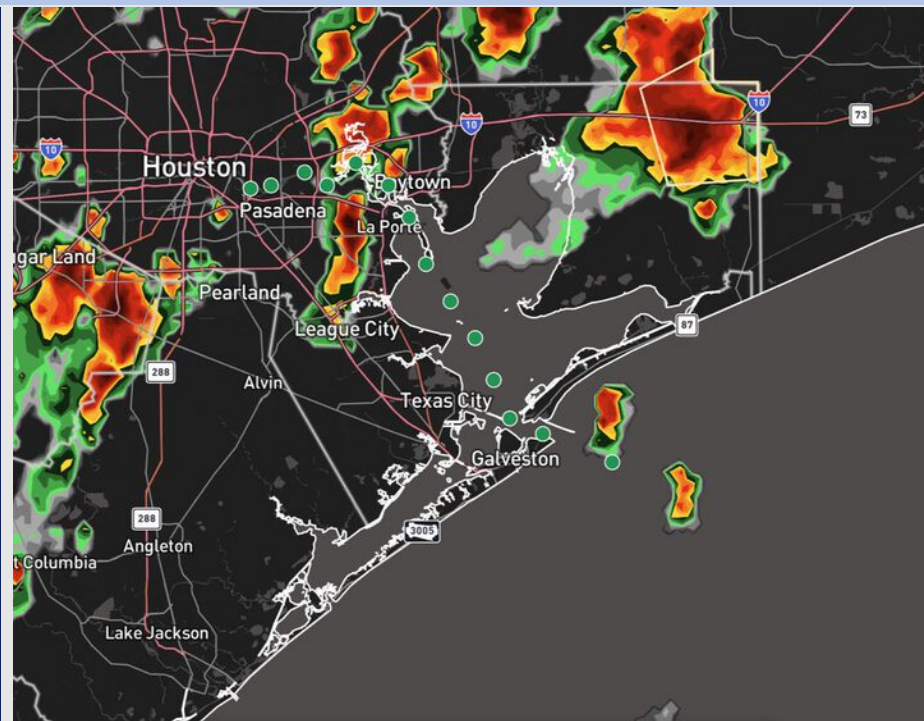 10
73
10
10
Houston
Baytown
Pasadena
La Porte
ugar Land
Pearland
87
League City
288
Alvin
Texas City
Galveston
288
3005
Angleton
t Columbia
Lake Jackson